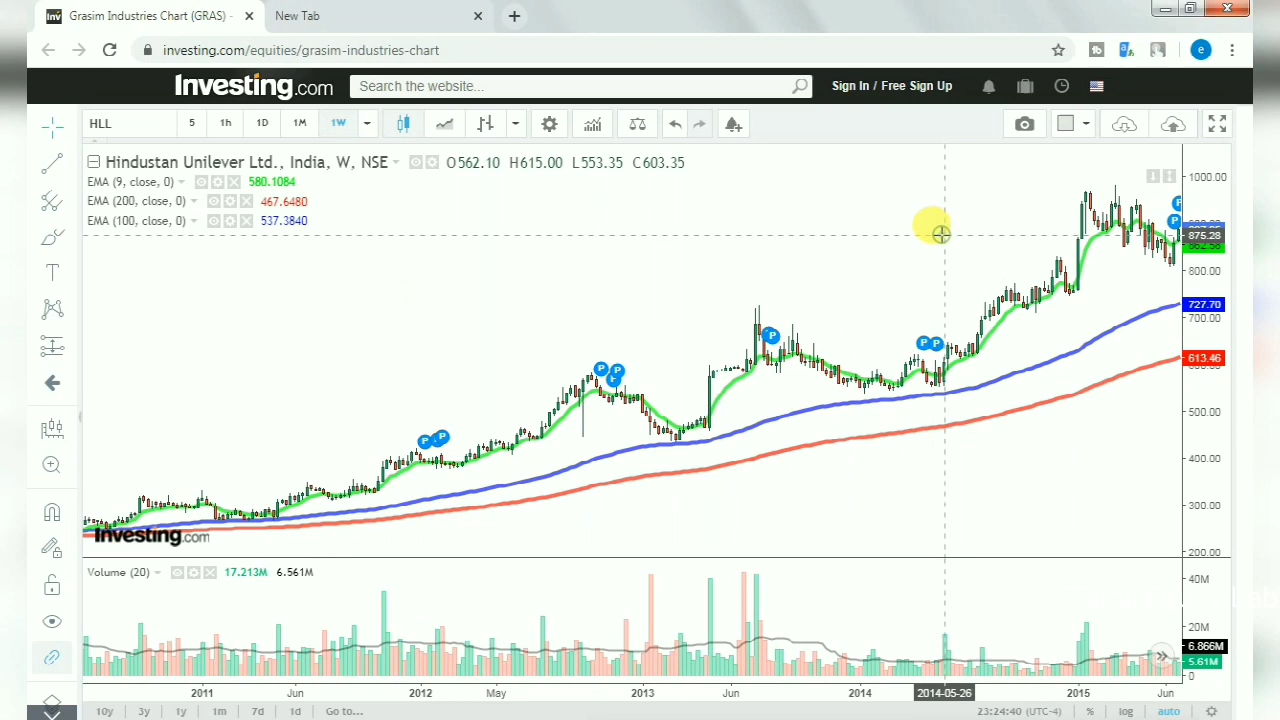 Grasim Industries Chart (GRAS) -
New Tab
investing.com/equities/grasim-industries-chart
Investing.com
Search the website...
Sign In / Free Sign Up
HLL
5
1h
1D
1M
1W
Hindustan Unilever Ltd., India, W, NSE
O562.10 H615.00 L553.35 C603.35
EMA (9, close, 0)
580.1084
EMA (200, close, 0)
467.6480
EMA (100, close, 0)
537.3840
1000.00
875.28
862.58
800.00
727.70
700.00
613.46
500.00
400.00
300.00
200.00
P P
P P
P
P
P P
P
P
Investing.com
Volume (20)
17.213M
6.561M
40M
20M
6.866M
5.61M
0
2011
Jun
2012
May
2013
Jun
2014
2014-05-26
2015
Jun
10y
3y
1y
1m
7d
1d
Go to...
23:24:40 (UTC-4)
%
log
auto